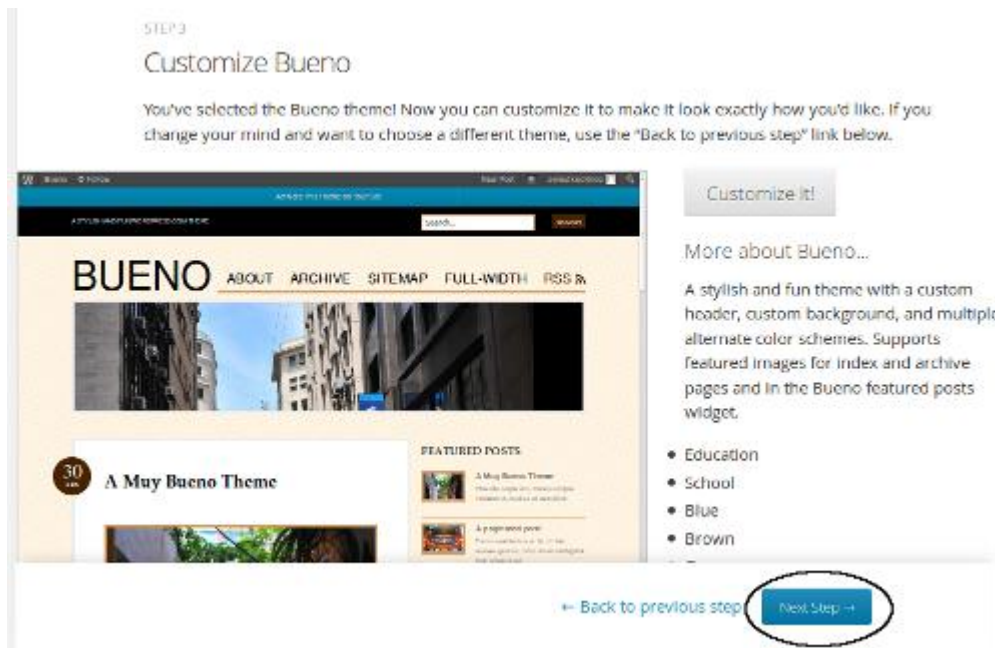 STEP 3
Customize Bueno
You've selected the Bueno theme! Now you can customize it to make it look exactly how you'd like. If you
change your mind and want to choose a different theme, use the "Back to previous step" link below.
Bueno Follow
New Post
Search...
BUENO ABOUT ARCHIVE SITEMAP FULL-WIDTH RSS
30
A Muy Bueno Theme
FEATURED POSTS
A Muy Bueno Theme
Customize It!
More about Bueno...
A stylish and fun theme with a custom
header, custom background, and multiple
alternate color schemes. Supports
featured images for index and archive
pages and in the Bueno featured posts
widget.
Education
School
Blue
Brown
← Back to previous step
Next Step →